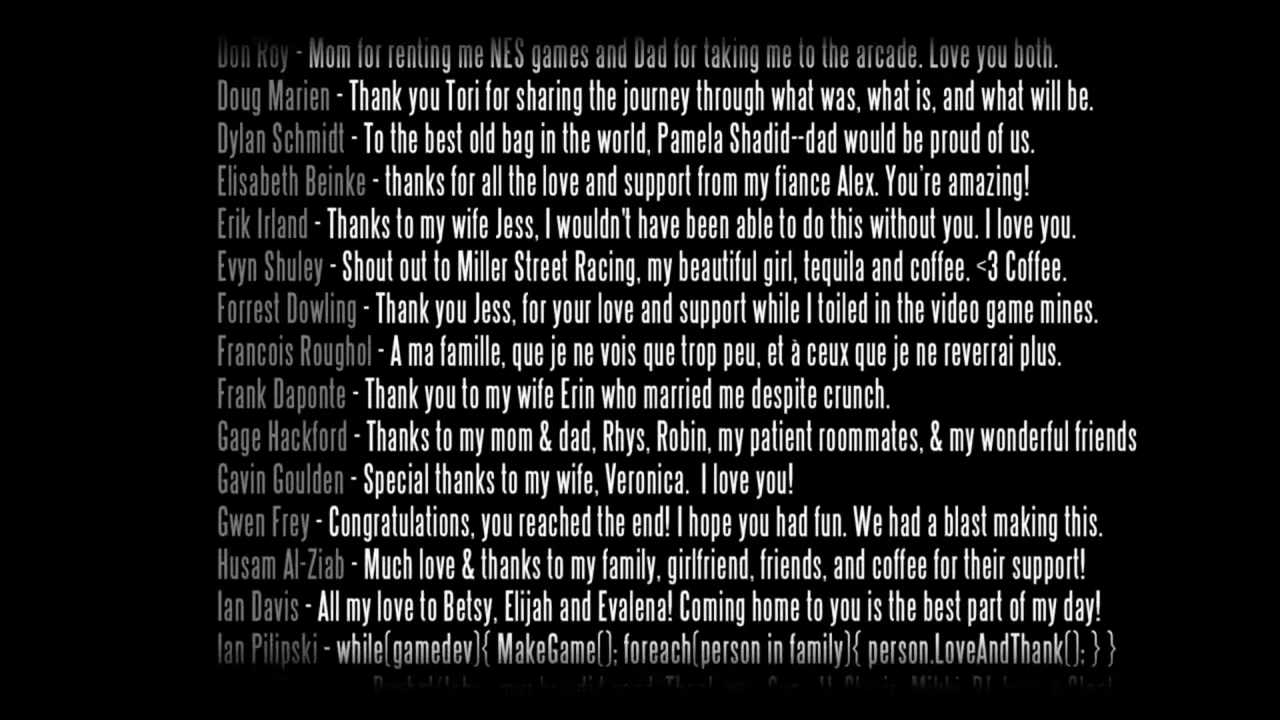 Don Roy - Mom for renting me NES games and Dad for taking me to the arcade. Love you both.
Doug Marien - Thank you Tori for sharing the journey through what was, what is, and what will be.
Dylan Schmidt - To the best old bag in the world, Pamela Shadid--dad would be proud of us.
Elisabeth Beinke - thanks for all the love and support from my fiance Alex. You're amazing!
Erik Irland - Thanks to my wife Jess, I wouldn't have been able to do this without you. I love you.
Evyn Shuley - Shout out to Miller Street Racing, my beautiful girl, tequila and coffee. <3 Coffee.
Forrest Dowling - Thank you Jess, for your love and support while I toiled in the video game mines.
Francois Roughol - A ma famille, que je ne vois que trop peu, et à ceux que je ne reverrai plus.
Frank Daponte - Thank you to my wife Erin who married me despite crunch.
Gage Hackford - Thanks to my mom & dad, Rhys, Robin, my patient roommates, & my wonderful friends
Gavin Goulden - Special thanks to my wife, Veronica. I love you!
Gwen Frey - Congratulations, you reached the end! I hope you had fun. We had a blast making this.
Husam Al-Ziab - Much love & thanks to my family, girlfriend, friends, and coffee for their support!
Ian Davis - All my love to Betsy, Elijah and Evalena! Coming home to you is the best part of my day!
Ian Pilipski - while(gamedev){ MakeGame(); foreach(person in family){ person.LoveAndThank(); } }